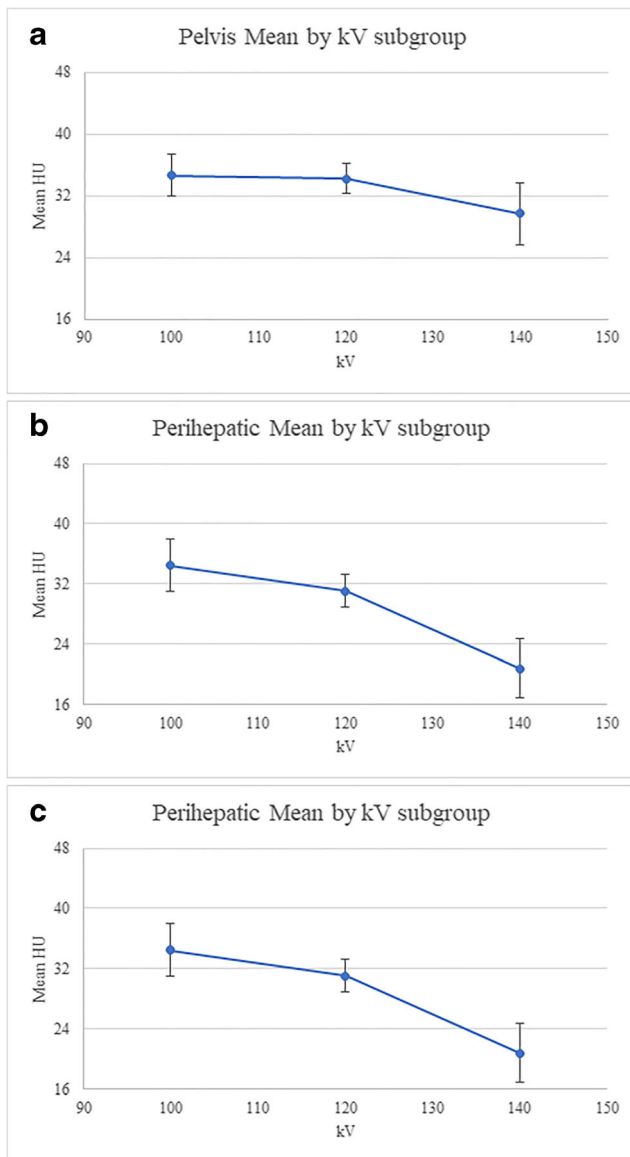 a
Pelvis Mean by kV subgroup
48
40
32
24
16
Mean HU
90 100 110 120 130 140 150
kV
b
Perihepatic Mean by kV subgroup
48
40
32
24
16
Mean HU
90 100 110 120 130 140 150
kV
c
Perihepatic Mean by kV subgroup
48
40
32
24
16
Mean HU
90 100 110 120 130 140 150
kV